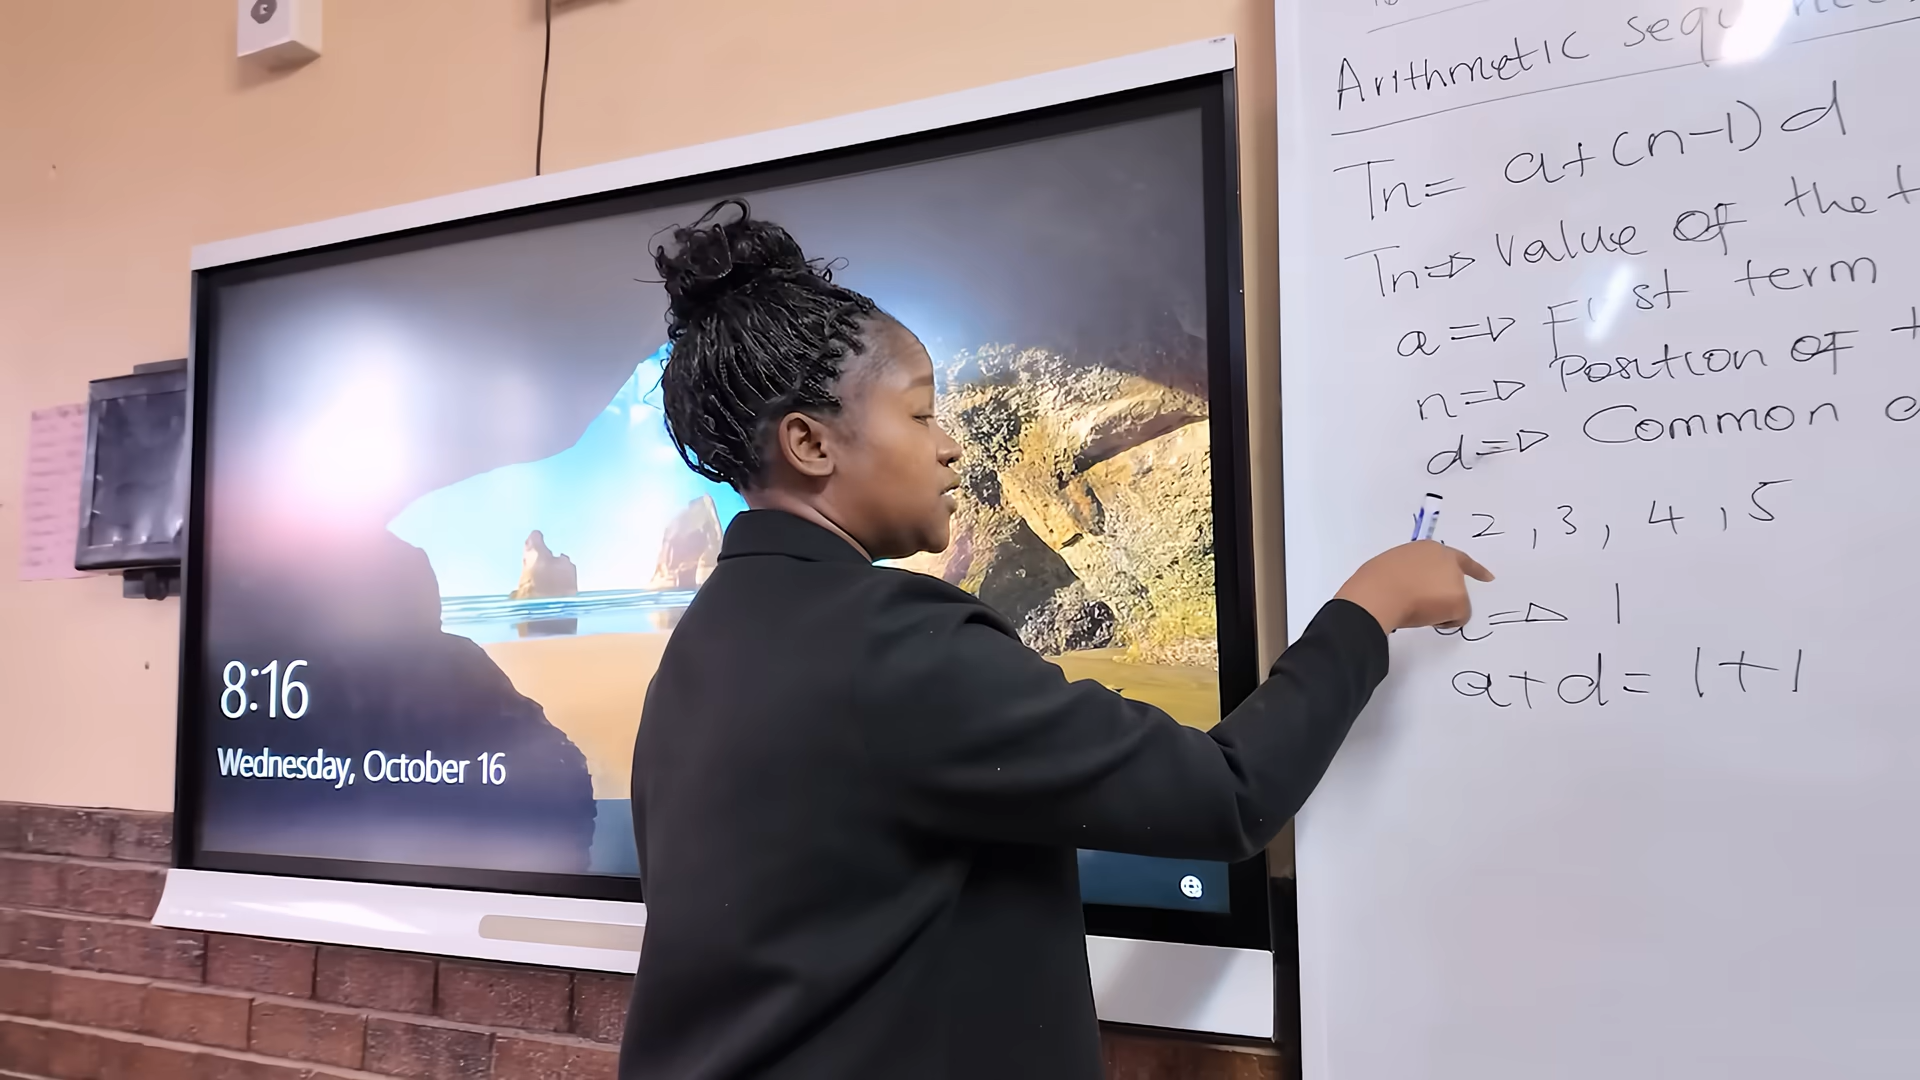 8:16
Wednesday, October 16
Arithmetic
Tn = a + (n-1) d
Tn => Value OF the
a => First term
n => Position OF
d => Common
2, 3, 4, 5
a => 1
a + d = 1 + 1